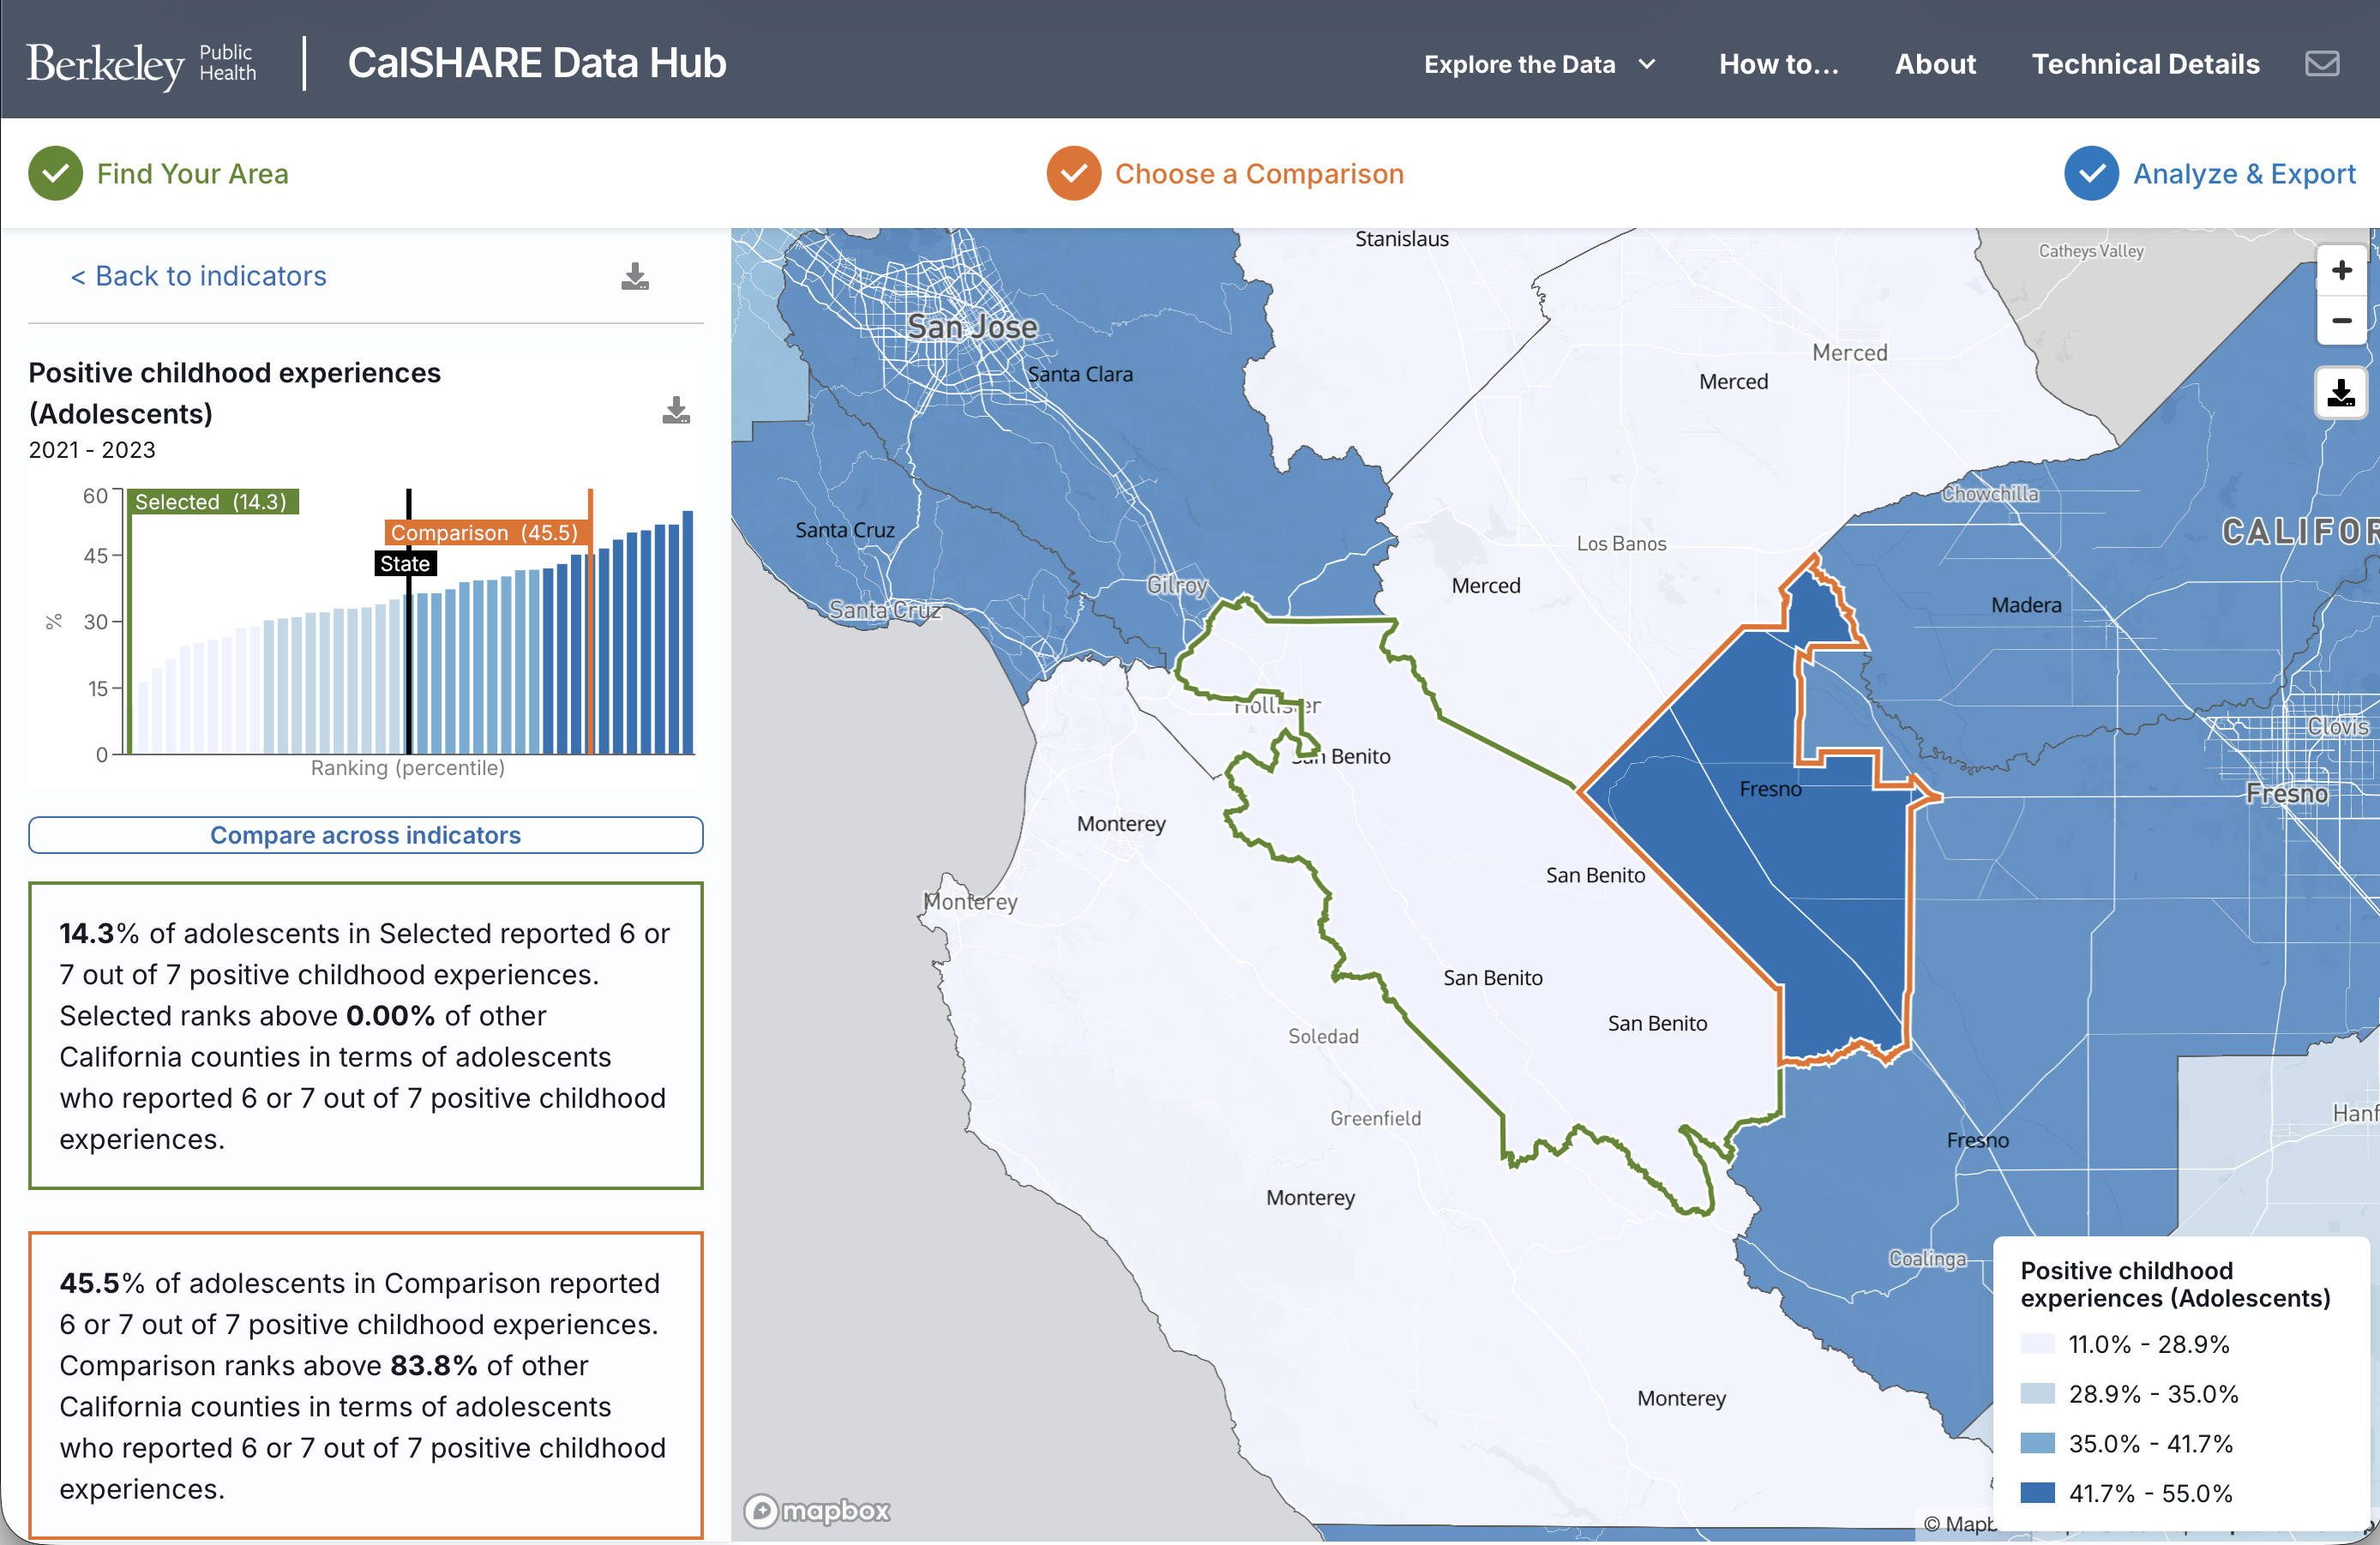 Berkeley Public Health
CalSHARE Data Hub
Explore the Data
How to...
About
Technical Details
Find Your Area
Choose a Comparison
Analyze & Export
< Back to indicators
Positive childhood experiences
(Adolescents)
2021 - 2023
60
45
30
15
0
%
Selected (14.3)
Comparison (45.5)
State
Ranking (percentile)
Compare across indicators
14.3% of adolescents in Selected reported 6 or
7 out of 7 positive childhood experiences.
Selected ranks above 0.00% of other
California counties in terms of adolescents
who reported 6 or 7 out of 7 positive childhood
experiences.
45.5% of adolescents in Comparison reported
6 or 7 out of 7 positive childhood experiences.
Comparison ranks above 83.8% of other
California counties in terms of adolescents
who reported 6 or 7 out of 7 positive childhood
experiences.
Stanislaus
Catheys Valley
San Jose
Merced
Santa Clara
Merced
Chowchilla
Santa Cruz
CALIFOR
Los Banos
Gilroy
Merced
Santa Cruz
Madera
Hollister
Clovis
San Benito
Fresno
Fresno
Monterey
San Benito
Monterey
San Benito
San Benito
Soledad
Greenfield
Hanf
Fresno
Monterey
Coalinga
Monterey
Positive childhood
experiences (Adolescents)
11.0% - 28.9%
28.9% - 35.0%
35.0% - 41.7%
41.7% - 55.0%
mapbox
© Mapb